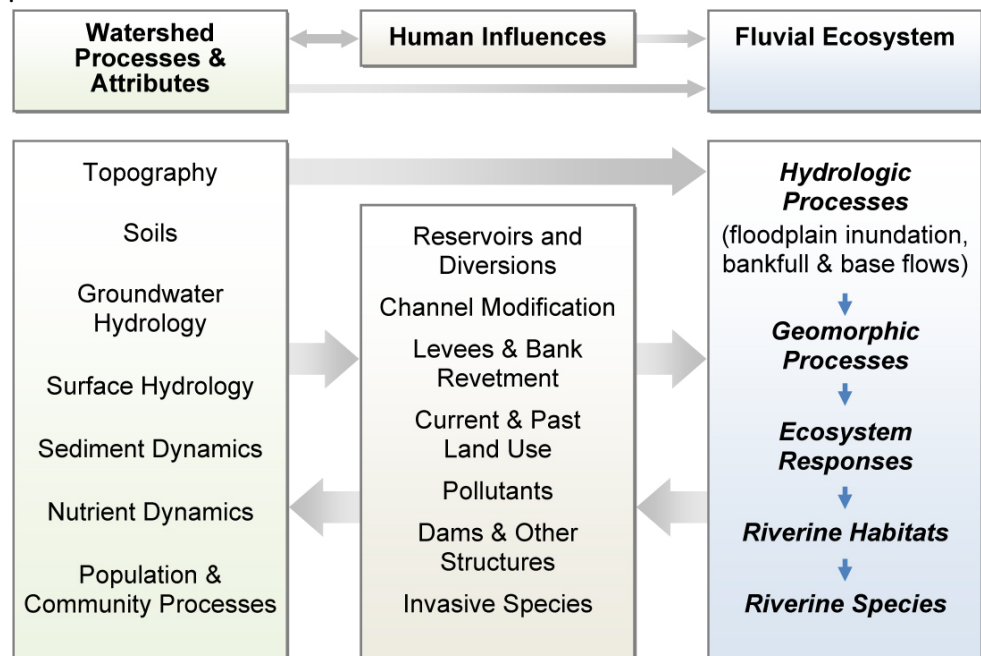 Watershed
Processes &
Attributes
Human Influences
Fluvial Ecosystem
Topography
Soils
Groundwater
Hydrology
Surface Hydrology
Sediment Dynamics
Nutrient Dynamics
Population &
Community Processes
Reservoirs and
Diversions
Channel Modification
Levees & Bank
Revetment
Current & Past
Land Use
Pollutants
Dams & Other
Structures
Invasive Species
Hydrologic
Processes
(floodplain inundation,
bankfull & base flows)
Geomorphic
Processes
Ecosystem
Responses
Riverine Habitats
Riverine Species